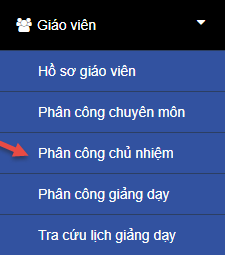 Giáo viên
Hồ sơ giáo viên
Phân công chuyên môn
Phân công chủ nhiệm
Phân công giảng dạy
Tra cứu lịch giảng dạy